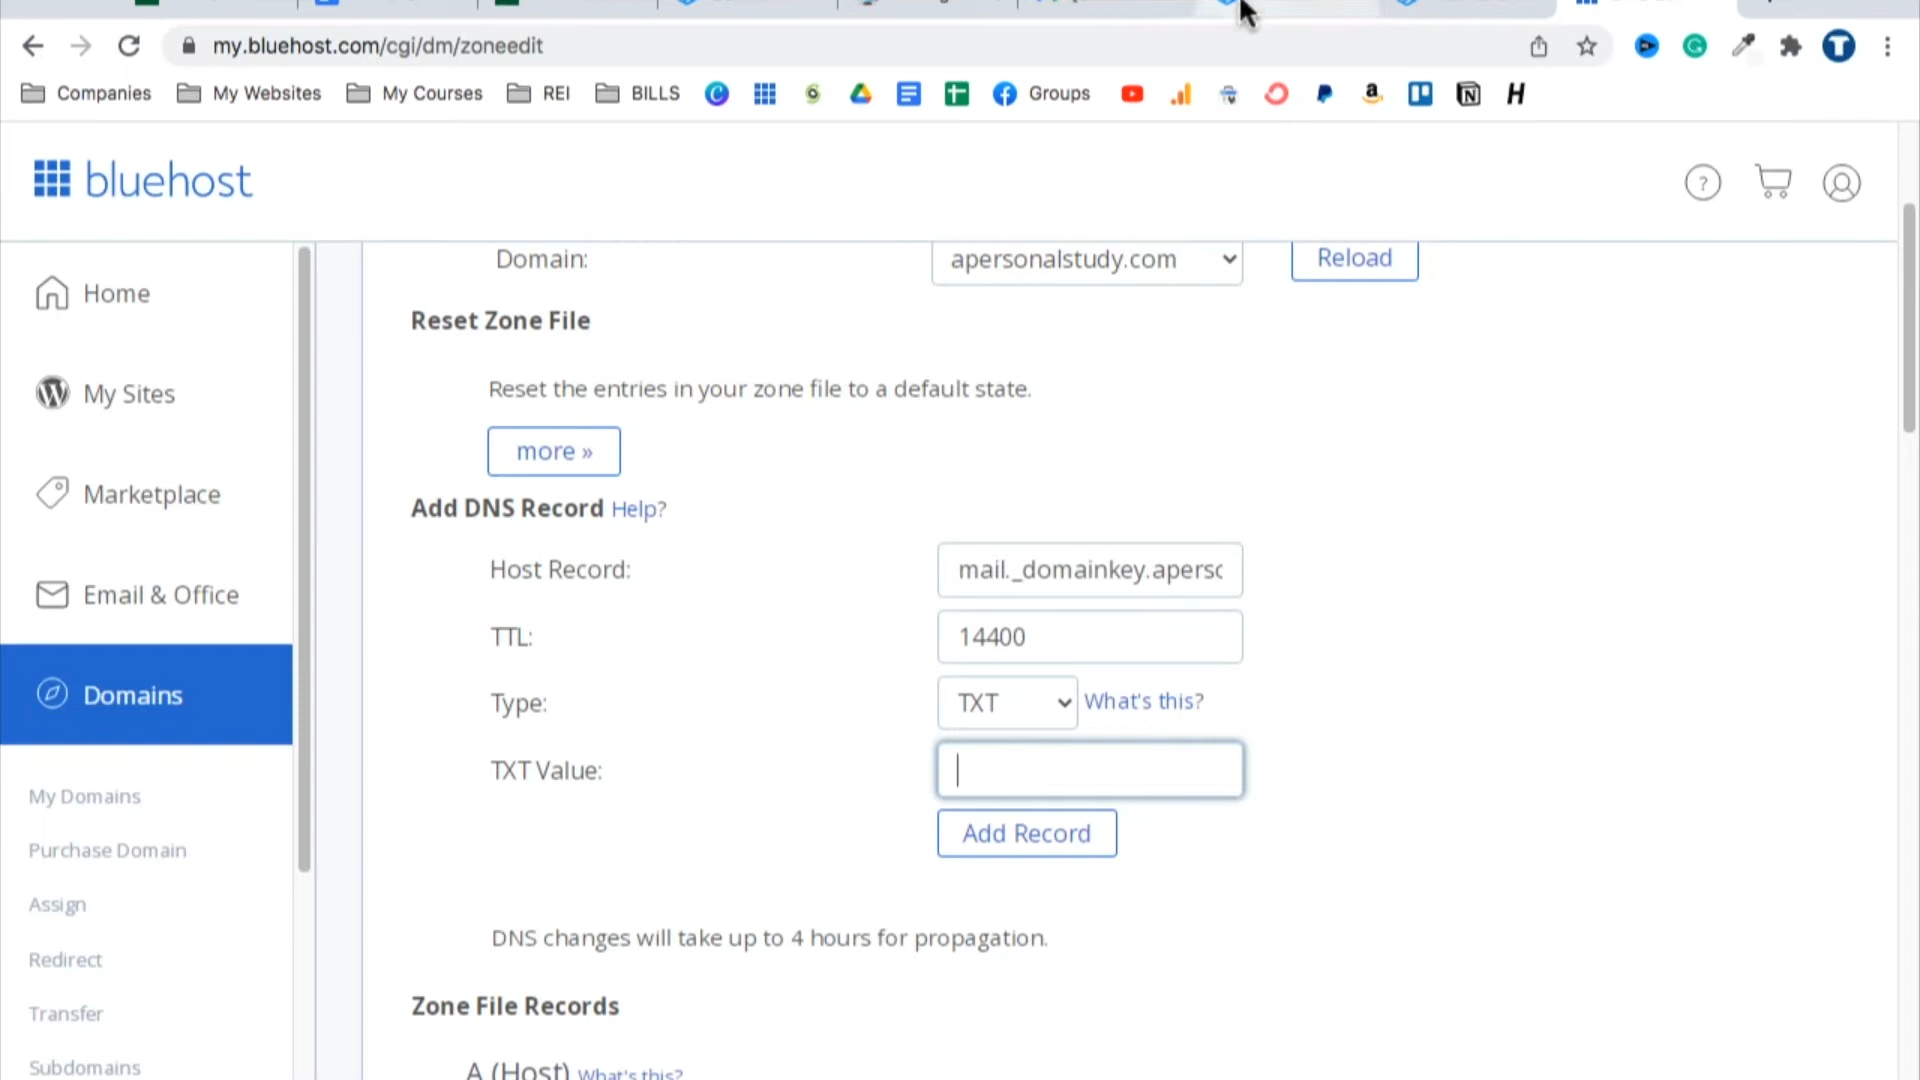 my.bluehost.com/cgi/dm/zoneedit
Companies My Websites My Courses REI BILLS Groups
bluehost
Domain: apersonalstudy.com Reload
Home
Reset Zone File
Reset the entries in your zone file to a default state.
My Sites
more »
Marketplace
Add DNS Record Help?
Host Record: mail._domainkey.aperso
Email & Office
TTL: 14400
Type: TXT What's this?
Domains
TXT Value:
My Domains
Add Record
Purchase Domain
Assign
DNS changes will take up to 4 hours for propagation.
Redirect
Zone File Records
Transfer
Subdomains
A (Host) What's this?